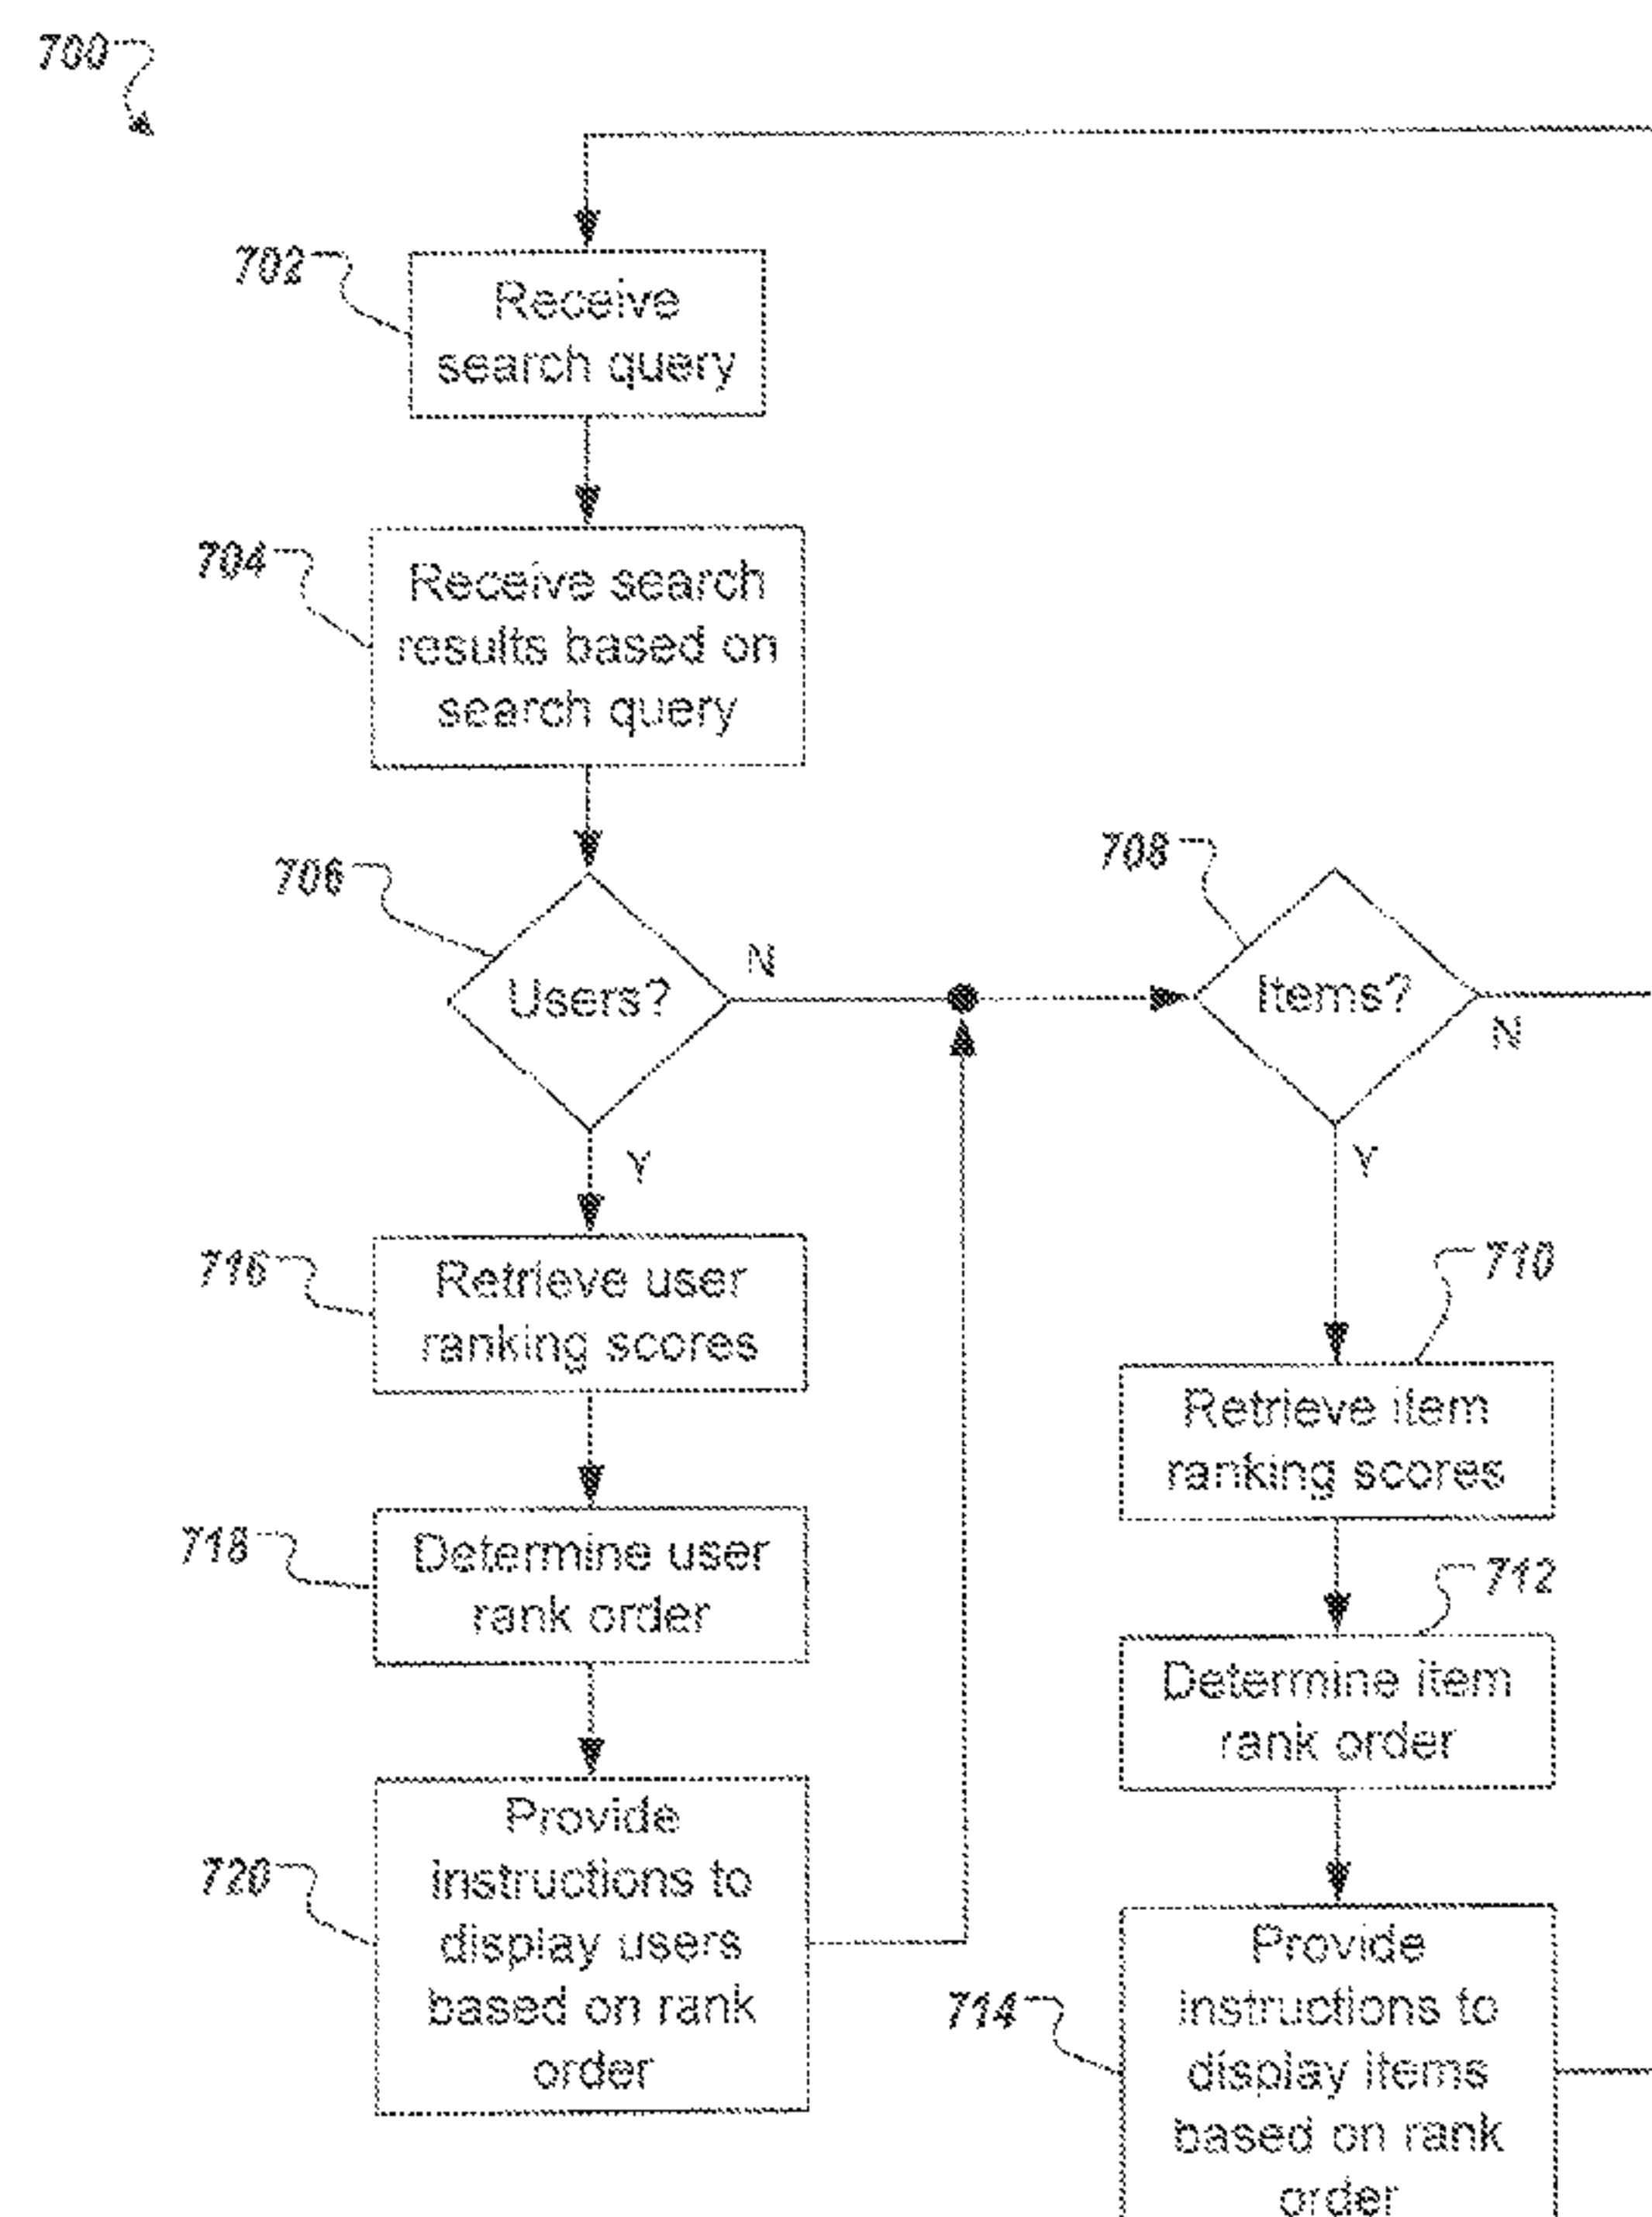 700
702
Receive
search query
704
Receive search
results based on
search query
706
Users?
N
Y
708
Items?
N
Y
716
Retrieve user
ranking scores
718
Determine user
rank order
720
Provide
instructions to
display users
based on rank
order
710
Retrieve item
ranking scores
712
Determine item
rank order
714
Provide
instructions to
display items
based on rank
order